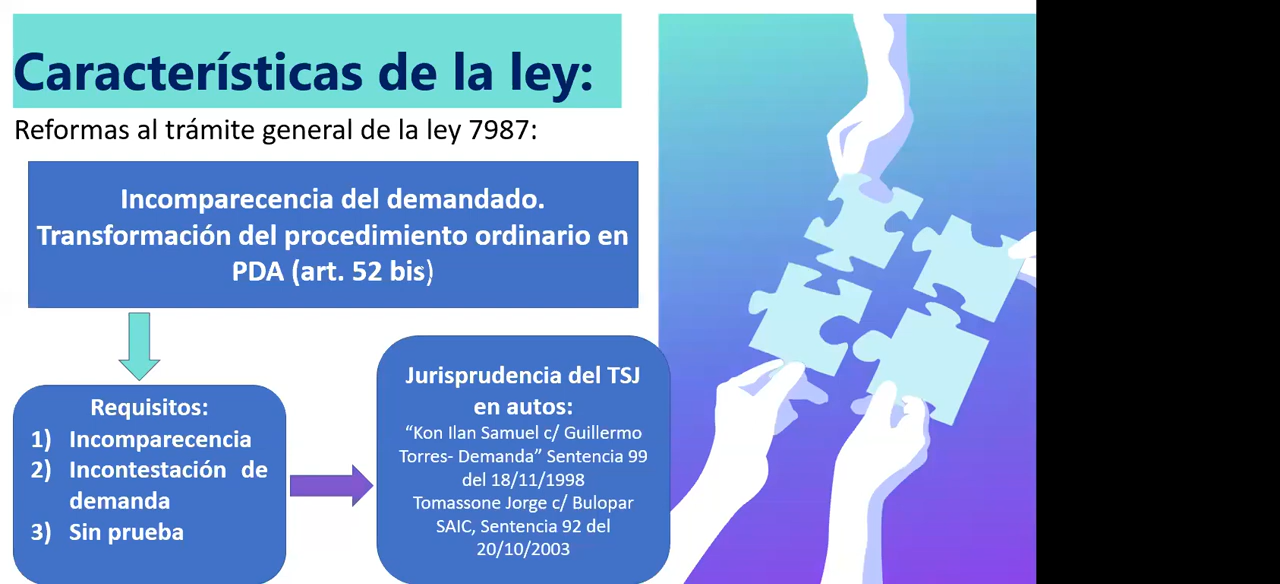 Características de la ley:
Reformas al trámite general de la ley 7987:
Incomparecencia del demandado.
Transformación del procedimiento ordinario en
PDA (art. 52 bis)
Requisitos:
1) Incomparecencia
2) Incontestación de
demanda
3) Sin prueba
Jurisprudencia del TSJ
en autos:
“Kon Ilan Samuel c/ Guillermo
Torres- Demanda” Sentencia 99
del 18/11/1998
Tomassone Jorge c/ Bulopar
SAIC, Sentencia 92 del
20/10/2003